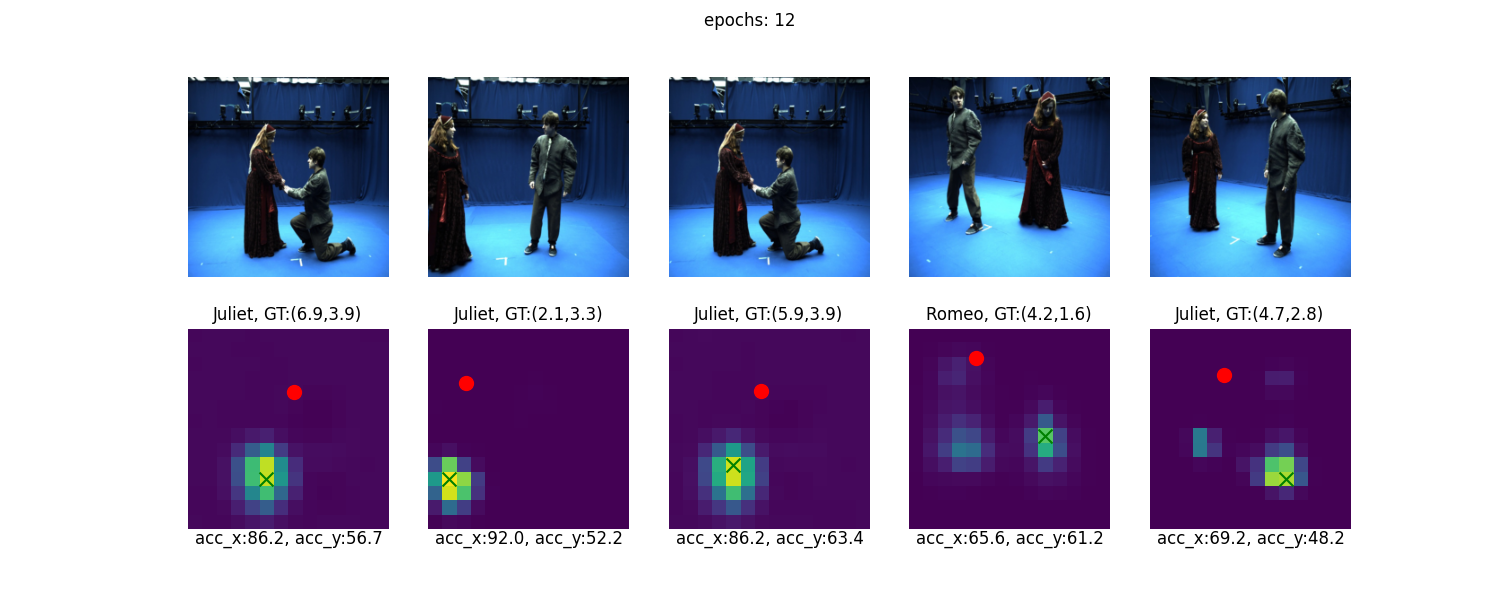 epochs: 12
Juliet, GT:(6.9,3.9)
Juliet, GT:(2.1,3.3)
Juliet, GT:(5.9,3.9)
Romeo, GT:(4.2,1.6)
Juliet, GT:(4.7,2.8)
acc_x:86.2, acc_y:56.7
acc_x:92.0, acc_y:52.2
acc_x:86.2, acc_y:63.4
acc_x:65.6, acc_y:61.2
acc_x:69.2, acc_y:48.2